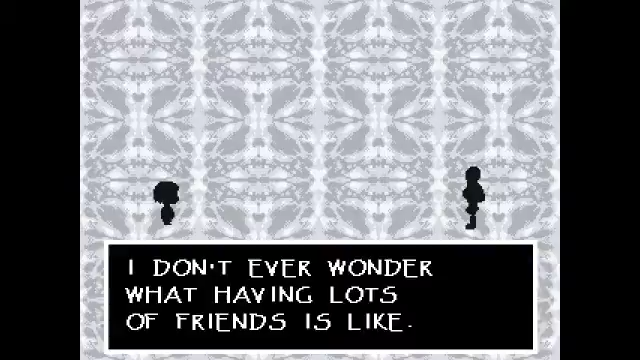 I DON'T EVER WONDER
WHAT HAVING LOTS
OF FRIENDS IS LIKE.